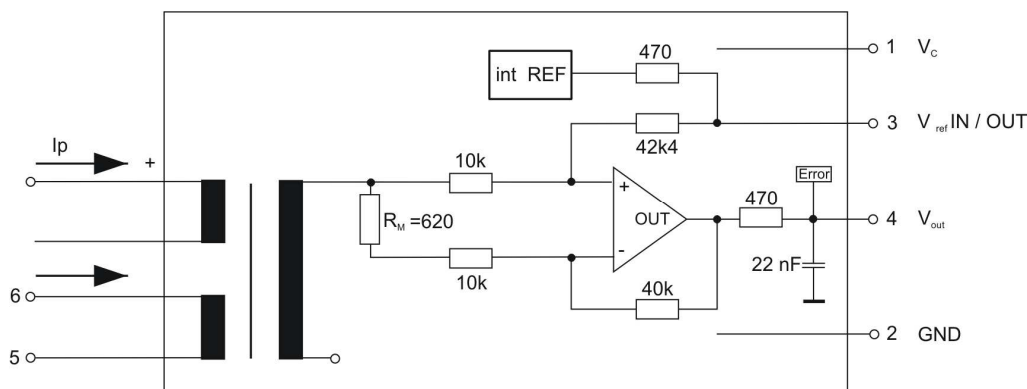 470
1 V_C
int REF
3 V_ref IN / OUT
42k4
Ip
+
10k
+
470
Error
R_M =620
OUT
4 V_out
-
22 nF
10k
40k
6
2 GND
5